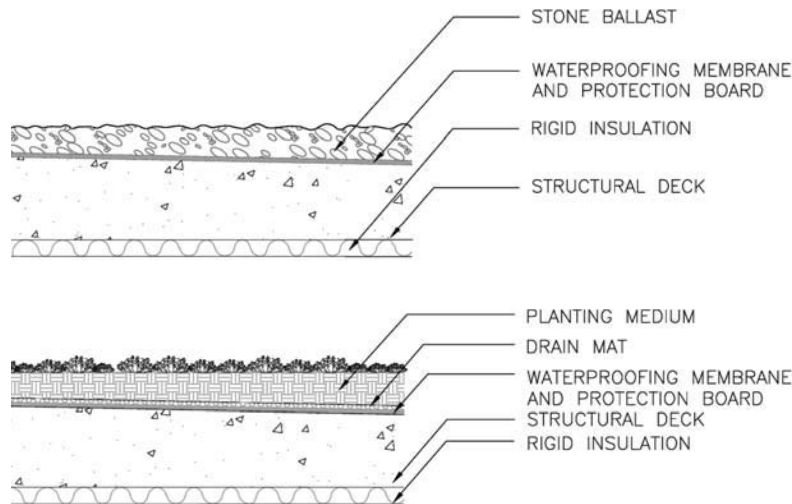 STONE BALLAST
WATERPROOFING MEMBRANE
AND PROTECTION BOARD
RIGID INSULATION
STRUCTURAL DECK
PLANTING MEDIUM
DRAIN MAT
WATERPROOFING MEMBRANE
AND PROTECTION BOARD
STRUCTURAL DECK
RIGID INSULATION